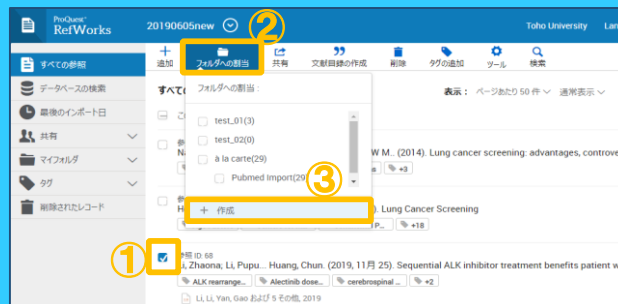 ProQuest®
RefWorks
20190605new
Toho University
Lan
②
すべての参照
データベースの検索
最後のインポート日
共有
マイフォルダ
タグ
削除されたレコード
追加
フォルダへの割当
共有
文献目録の作成
削除
タグの追加
ツール
検索
すべて
表示： ページあたり 50 件 通常表示
フォルダへの割当：
test_01(3)
test_02(0)
à la carte(29)
Pubmed Import(29)
③
+ 作成
W M.. (2014). Lung cancer screening: advantages, controve
+3
). Lung Cancer Screening
P...
+18
①
参照 ID: 68
Li, Zhaona; Li, Pupu... Huang, Chun. (2019, 11月 25). Sequential ALK inhibitor treatment benefits patient w
ALK rearrange... Alectinib dose... cerebrospinal ... +2
Li, Li, Yan, Gao および 5 その他, 2019